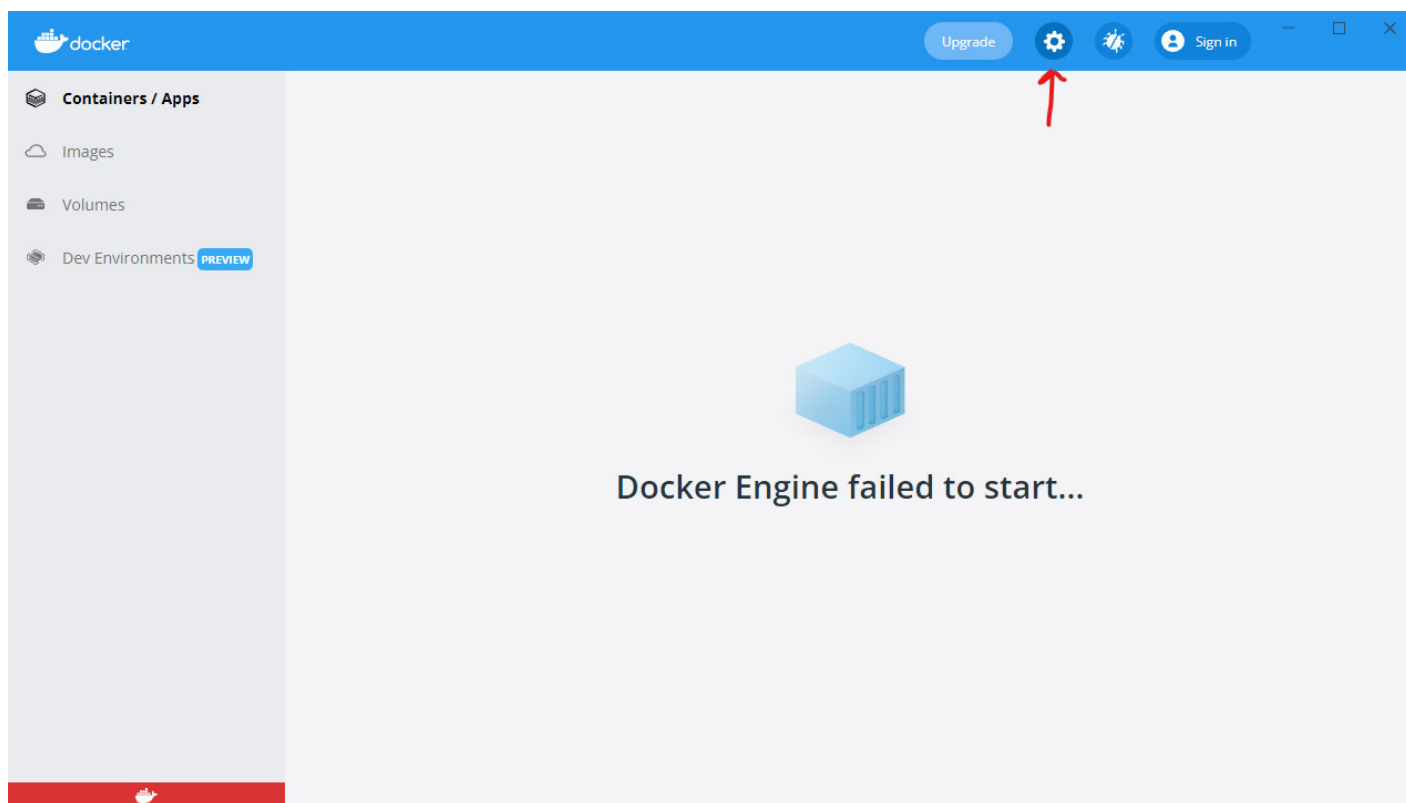 docker
Upgrade
Sign in
Containers / Apps
Images
Volumes
Dev Environments PREVIEW
Docker Engine failed to start...